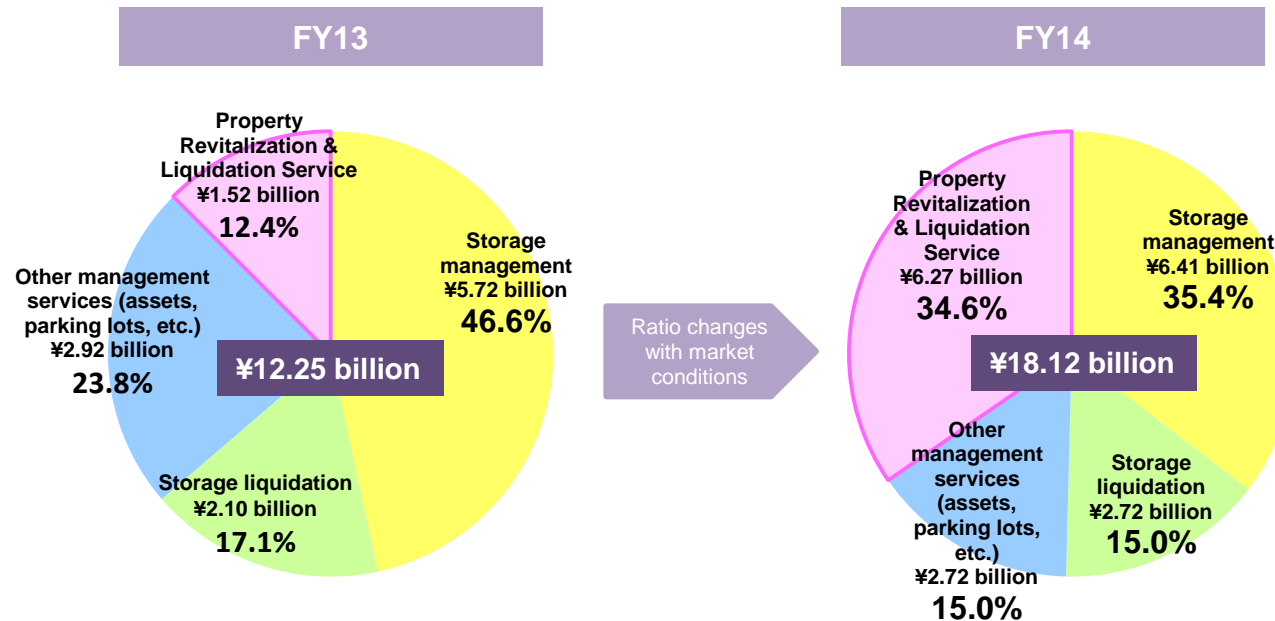 FY13
FY14
Property
Revitalization &
Liquidation Service
¥1.52 billion
12.4%
Storage
management
¥5.72 billion
46.6%
Other management
services (assets,
parking lots, etc.)
¥2.92 billion
23.8%
¥12.25 billion
Storage liquidation
¥2.10 billion
17.1%
Ratio changes
with market
conditions
Property
Revitalization
& Liquidation
Service
¥6.27 billion
34.6%
Storage
management
¥6.41 billion
35.4%
¥18.12 billion
Other
management
services
(assets,
parking lots,
etc.)
¥2.72 billion
15.0%
Storage
liquidation
¥2.72 billion
15.0%